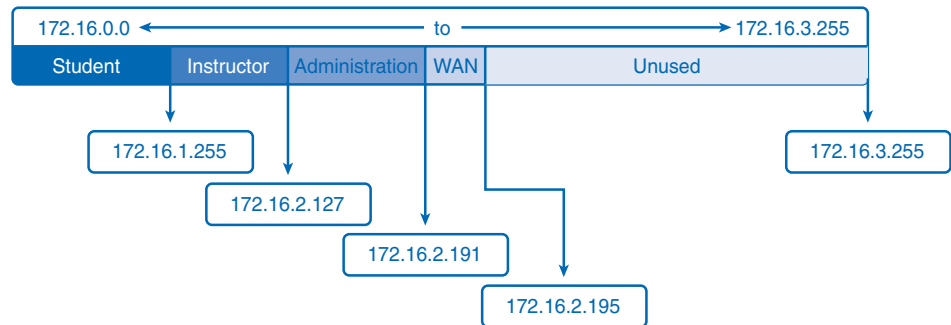 172.16.0.0 to 172.16.3.255
Student Instructor Administration WAN Unused
172.16.1.255
172.16.3.255
172.16.2.127
172.16.2.191
172.16.2.195